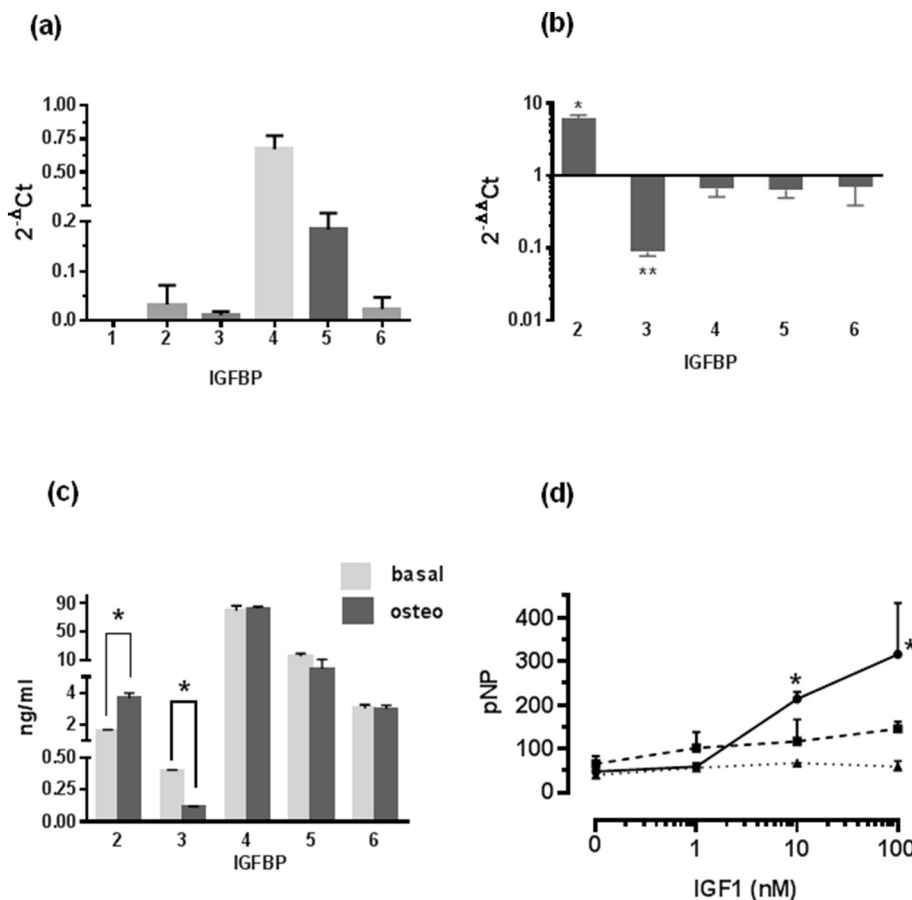 (a)
2^-ΔCt
1.00
0.75
0.50
0.2
0.1
0.0
1 2 3 4 5 6
IGFBP
(b)
2^-ΔΔCt
10
1
0.1
0.01
*
**
2 3 4 5 6
IGFBP
(c)
basal
osteo
ng/ml
90
50
10
4
2
0.50
0.25
0.00
*
*
2 3 4 5 6
IGFBP
(d)
pNP
400
300
200
100
0
*
*
0 1 10 100
IGF1 (nM)